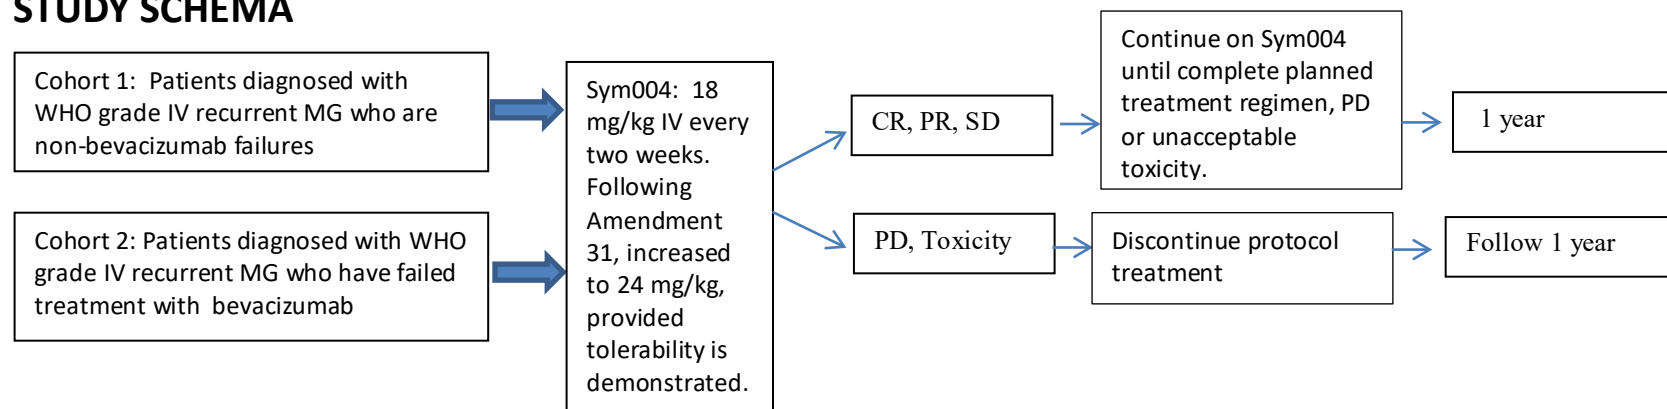 STUDY SCHEMA
Cohort 1: Patients diagnosed with
WHO grade IV recurrent MG who are
non-bevacizumab failures
Cohort 2: Patients diagnosed with WHO
grade IV recurrent MG who have failed
treatment with bevacizumab
Sym004: 18
mg/kg IV every
two weeks.
Following
Amendment
31, increased
to 24 mg/kg,
provided
tolerability is
demonstrated.
CR, PR, SD
Continue on Sym004
until complete planned
treatment regimen, PD
or unacceptable
toxicity.
1 year
PD, Toxicity
Discontinue protocol
treatment
Follow 1 year